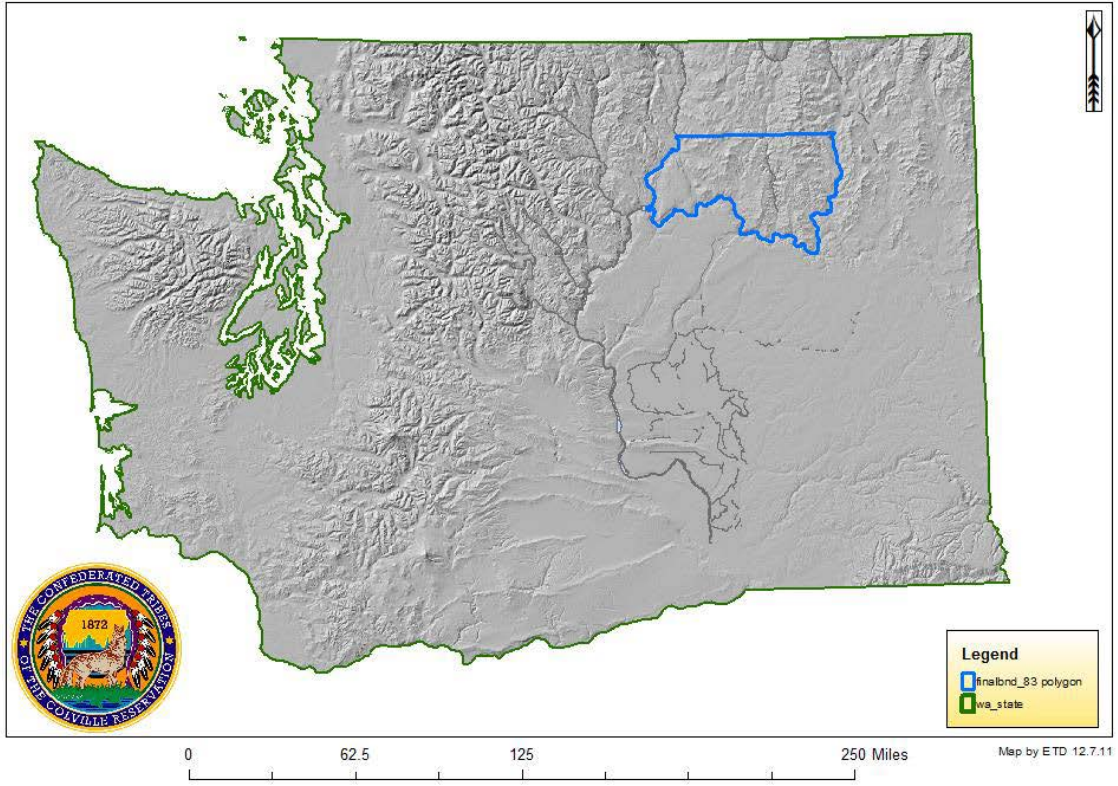 THE CONFEDERATED TRIBES
1872
OF THE COLVILLE RESERVATION
Legend
finalbnd_83 polygon
wa_state
0 62.5 125 250 Miles
Map by ETD 12.7.11